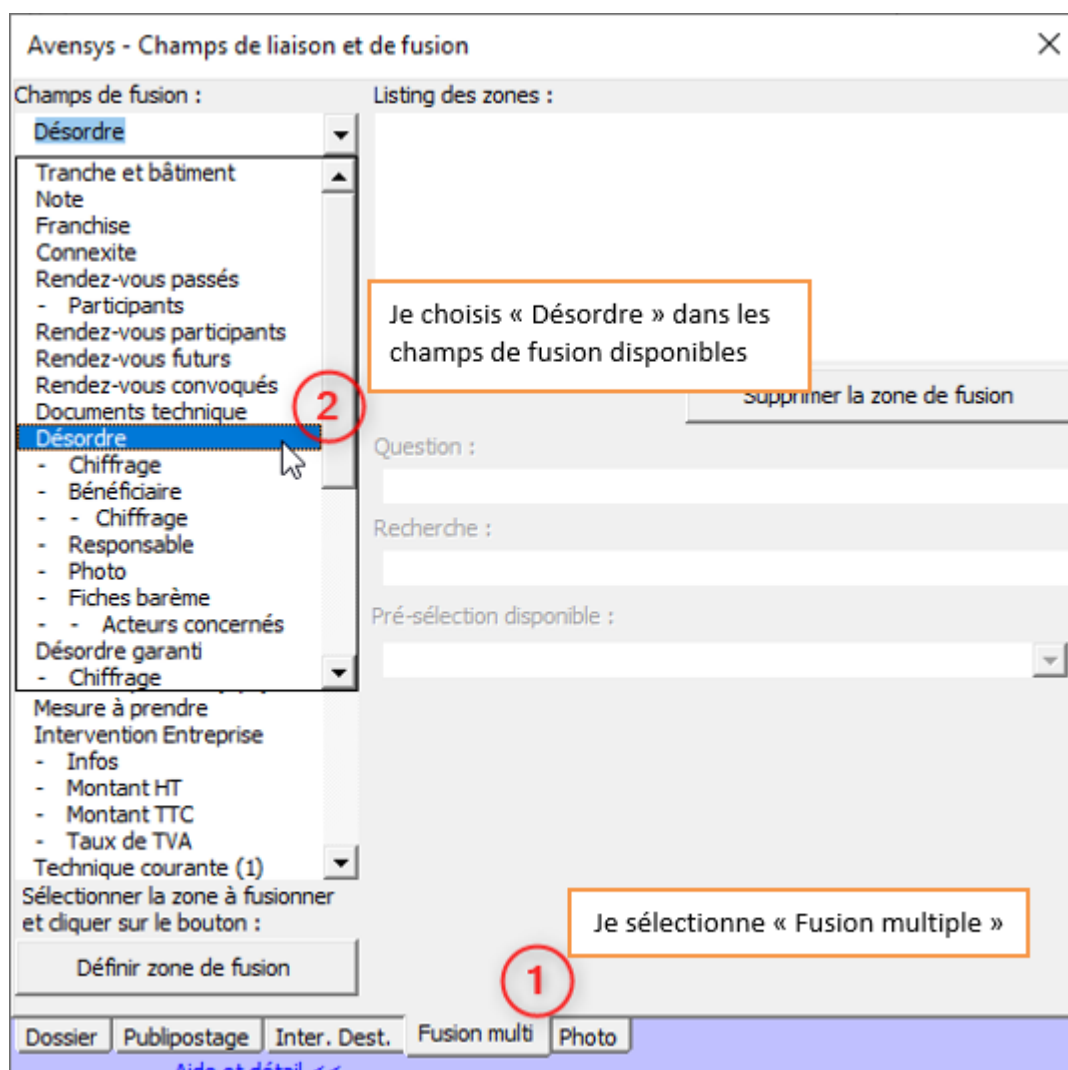 Avensys - Champs de liaison et de fusion
Champs de fusion :
Listing des zones :
Désordre
Tranche et bâtiment
Note
Franchise
Connexite
Rendez-vous passés
- Participants
Rendez-vous participants
Rendez-vous futurs
Rendez-vous convoqués
Documents technique
Désordre
- Chiffrage
- Bénéficiaire
- - Chiffrage
- Responsable
- Photo
- Fiches barème
- - Acteurs concernés
Désordre garanti
- Chiffrage
Mesure à prendre
Intervention Entreprise
- Infos
- Montant HT
- Montant TTC
- Taux de TVA
Technique courante (1)
Sélectionner la zone à fusionner
et cliquer sur le bouton :
Définir zone de fusion
Je choisis « Désordre » dans les
champs de fusion disponibles
2
Supprimer la zone de fusion
Question :
Recherche :
Pré-sélection disponible :
Je sélectionne « Fusion multiple »
1
Dossier Publipostage Inter. Dest. Fusion multi Photo
Aide et détail <<